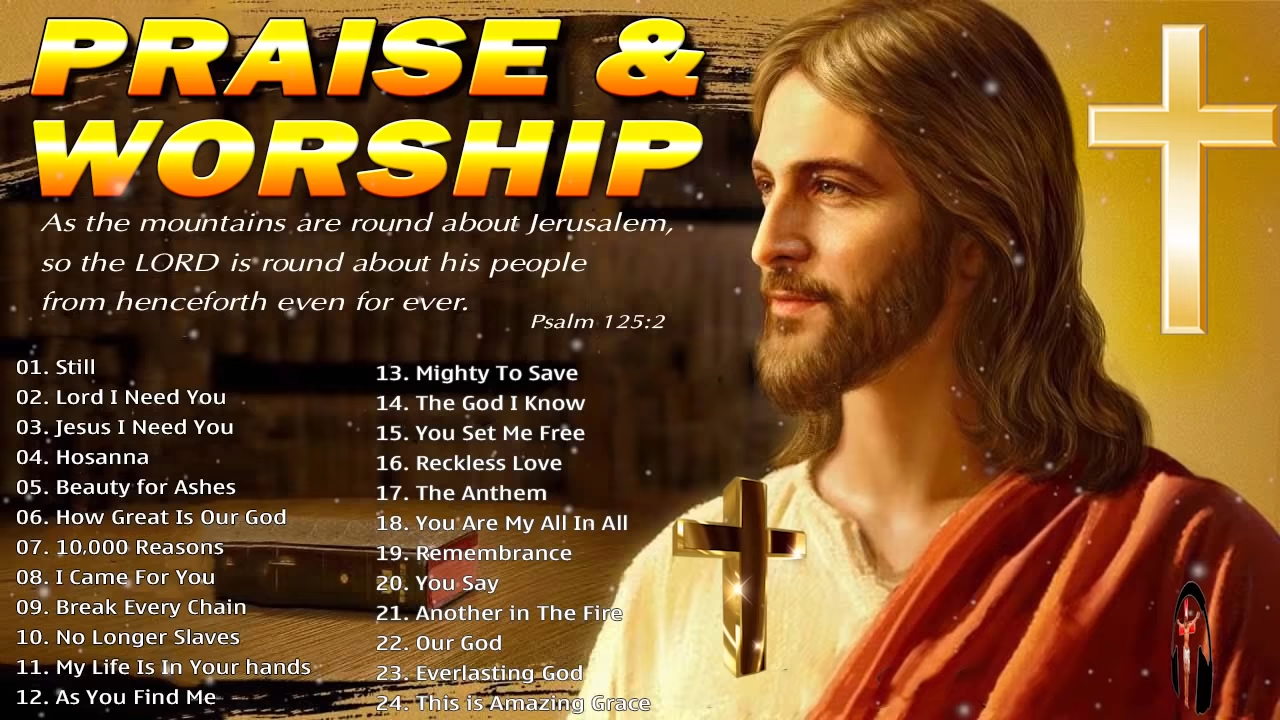 PRAISE &
WORSHIP
As the mountains are round about Jerusalem,
so the LORD is round about his people
from henceforth even for ever.
Psalm 125:2
01. Still
02. Lord I Need You
03. Jesus I Need You
04. Hosanna
05. Beauty for Ashes
06. How Great Is Our God
07. 10,000 Reasons
08. I Came For You
09. Break Every Chain
10. No Longer Slaves
11. My Life Is In Your hands
12. As You Find Me
13. Mighty To Save
14. The God I Know
15. You Set Me Free
16. Reckless Love
17. The Anthem
18. You Are My All In All
19. Remembrance
20. You Say
21. Another in The Fire
22. Our God
23. Everlasting God
24. This is Amazing Grace